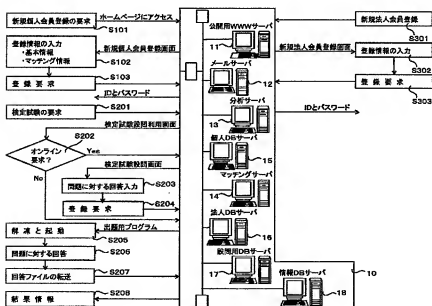 新規個人会員登録の要求
ホームページにアクセス
S101
登録情報の入力
・基本情報
・マッチング情報
新規個人会員登録画面
S102
登録要求
S103
IDとパスワード
検定試験の要求
S201
検定試験設問利用画面
S202
オンライン
要求?
Yes
No
検定試験設問画面
問題に対する回答入力
S203
登録要求
S204
出題用プログラム
解凍と起動
S205
問題に対する回答
S206
回答ファイルの転送
S207
結果情報
S208
公開用WWWサーバ
11
メールサーバ
12
分析サーバ
13
個人DBサーバ
15
マッチングサーバ
14
法人DBサーバ
16
設問用DBサーバ
17
情報DBサーバ
18
10
新規法人会員登録
S301
新規法人会員登録画面
登録情報の入力
S302
登録要求
S303
IDとパスワード